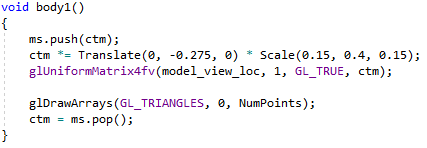 void body1()
{
ms.push(ctm);
ctm *= Translate(0, -0.275, 0) * Scale(0.15, 0.4, 0.15);
glUniformMatrix4fv(model_view_loc, 1, GL_TRUE, ctm);
glDrawArrays(GL_TRIANGLES, 0, NumPoints);
ctm = ms.pop();
}